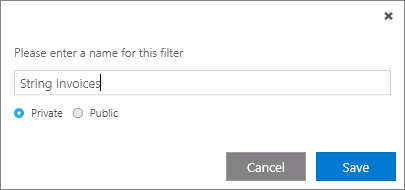 Please enter a name for this filter
String Invoices
Private Public
Cancel Save